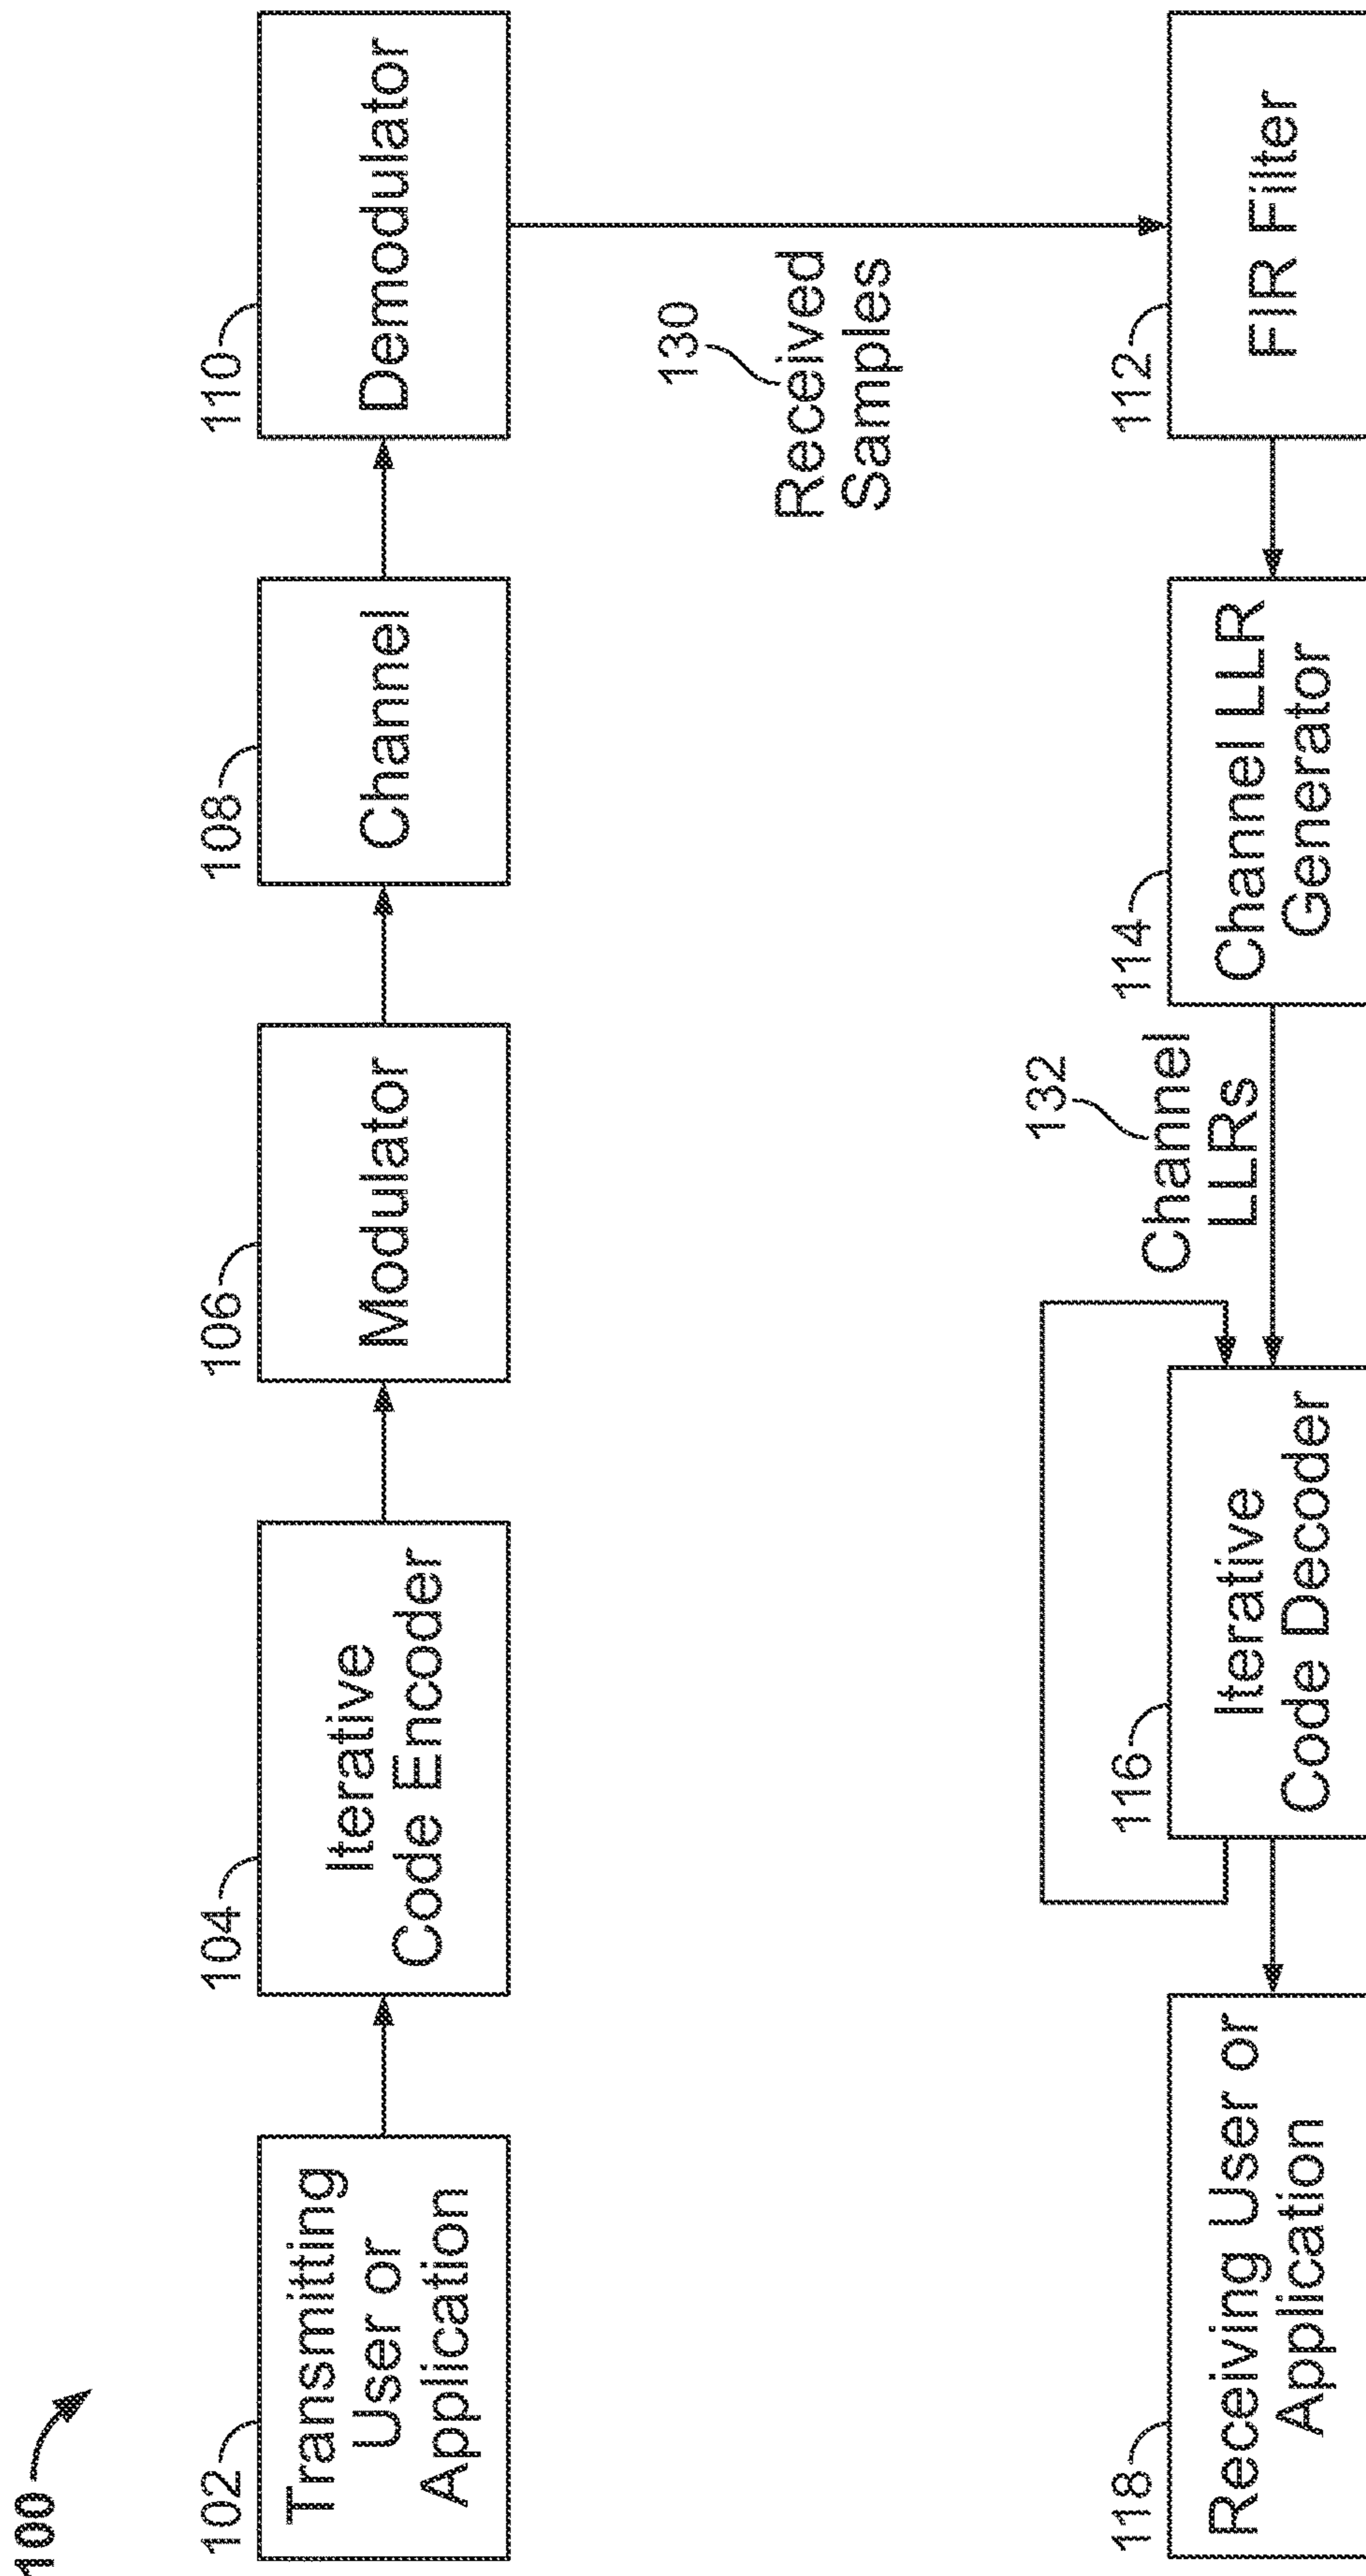 100
102
Transmitting
User or
Application
104
Iterative
Code Encoder
106
Modulator
108
Channel
110
Demodulator
130
Received
Samples
112
FIR Filter
114
Channel LLR
Generator
132
Channel
LLRs
116
Iterative
Code Decoder
118
Receiving User or
Application